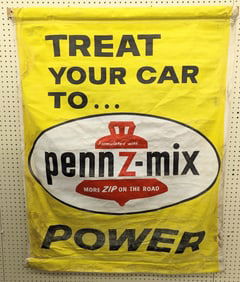 TREAT
YOUR CAR
TO...
Formulated with
pennZ-mix
MORE ZIP ON THE ROAD
POWER